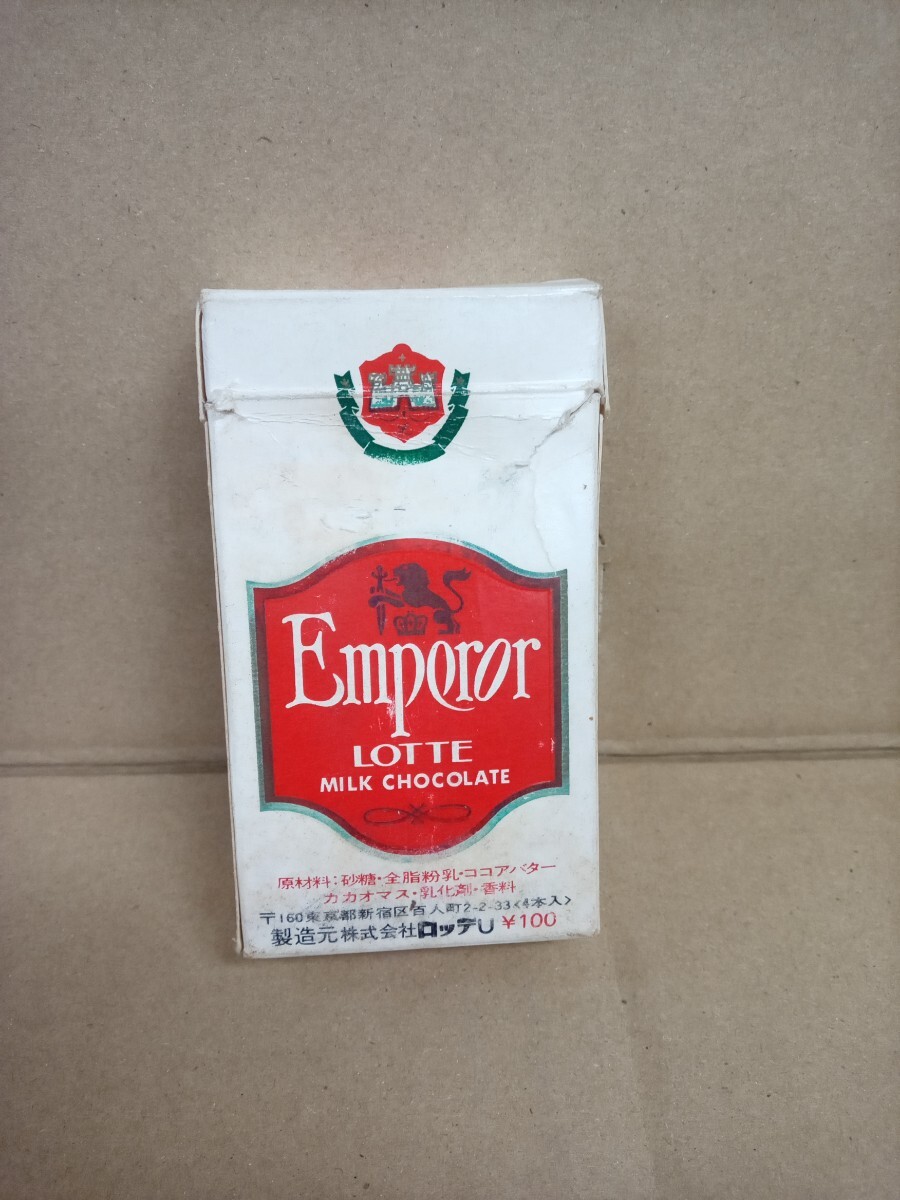 Emperor
LOTTE
MILK CHOCOLATE
原材料:砂糖・全脂粉乳・ココアバター
カカオマス・乳化剤・香料
〒160東京都新宿区百人町2-2-33<4本入>
製造元株式会社ロッテU ¥100